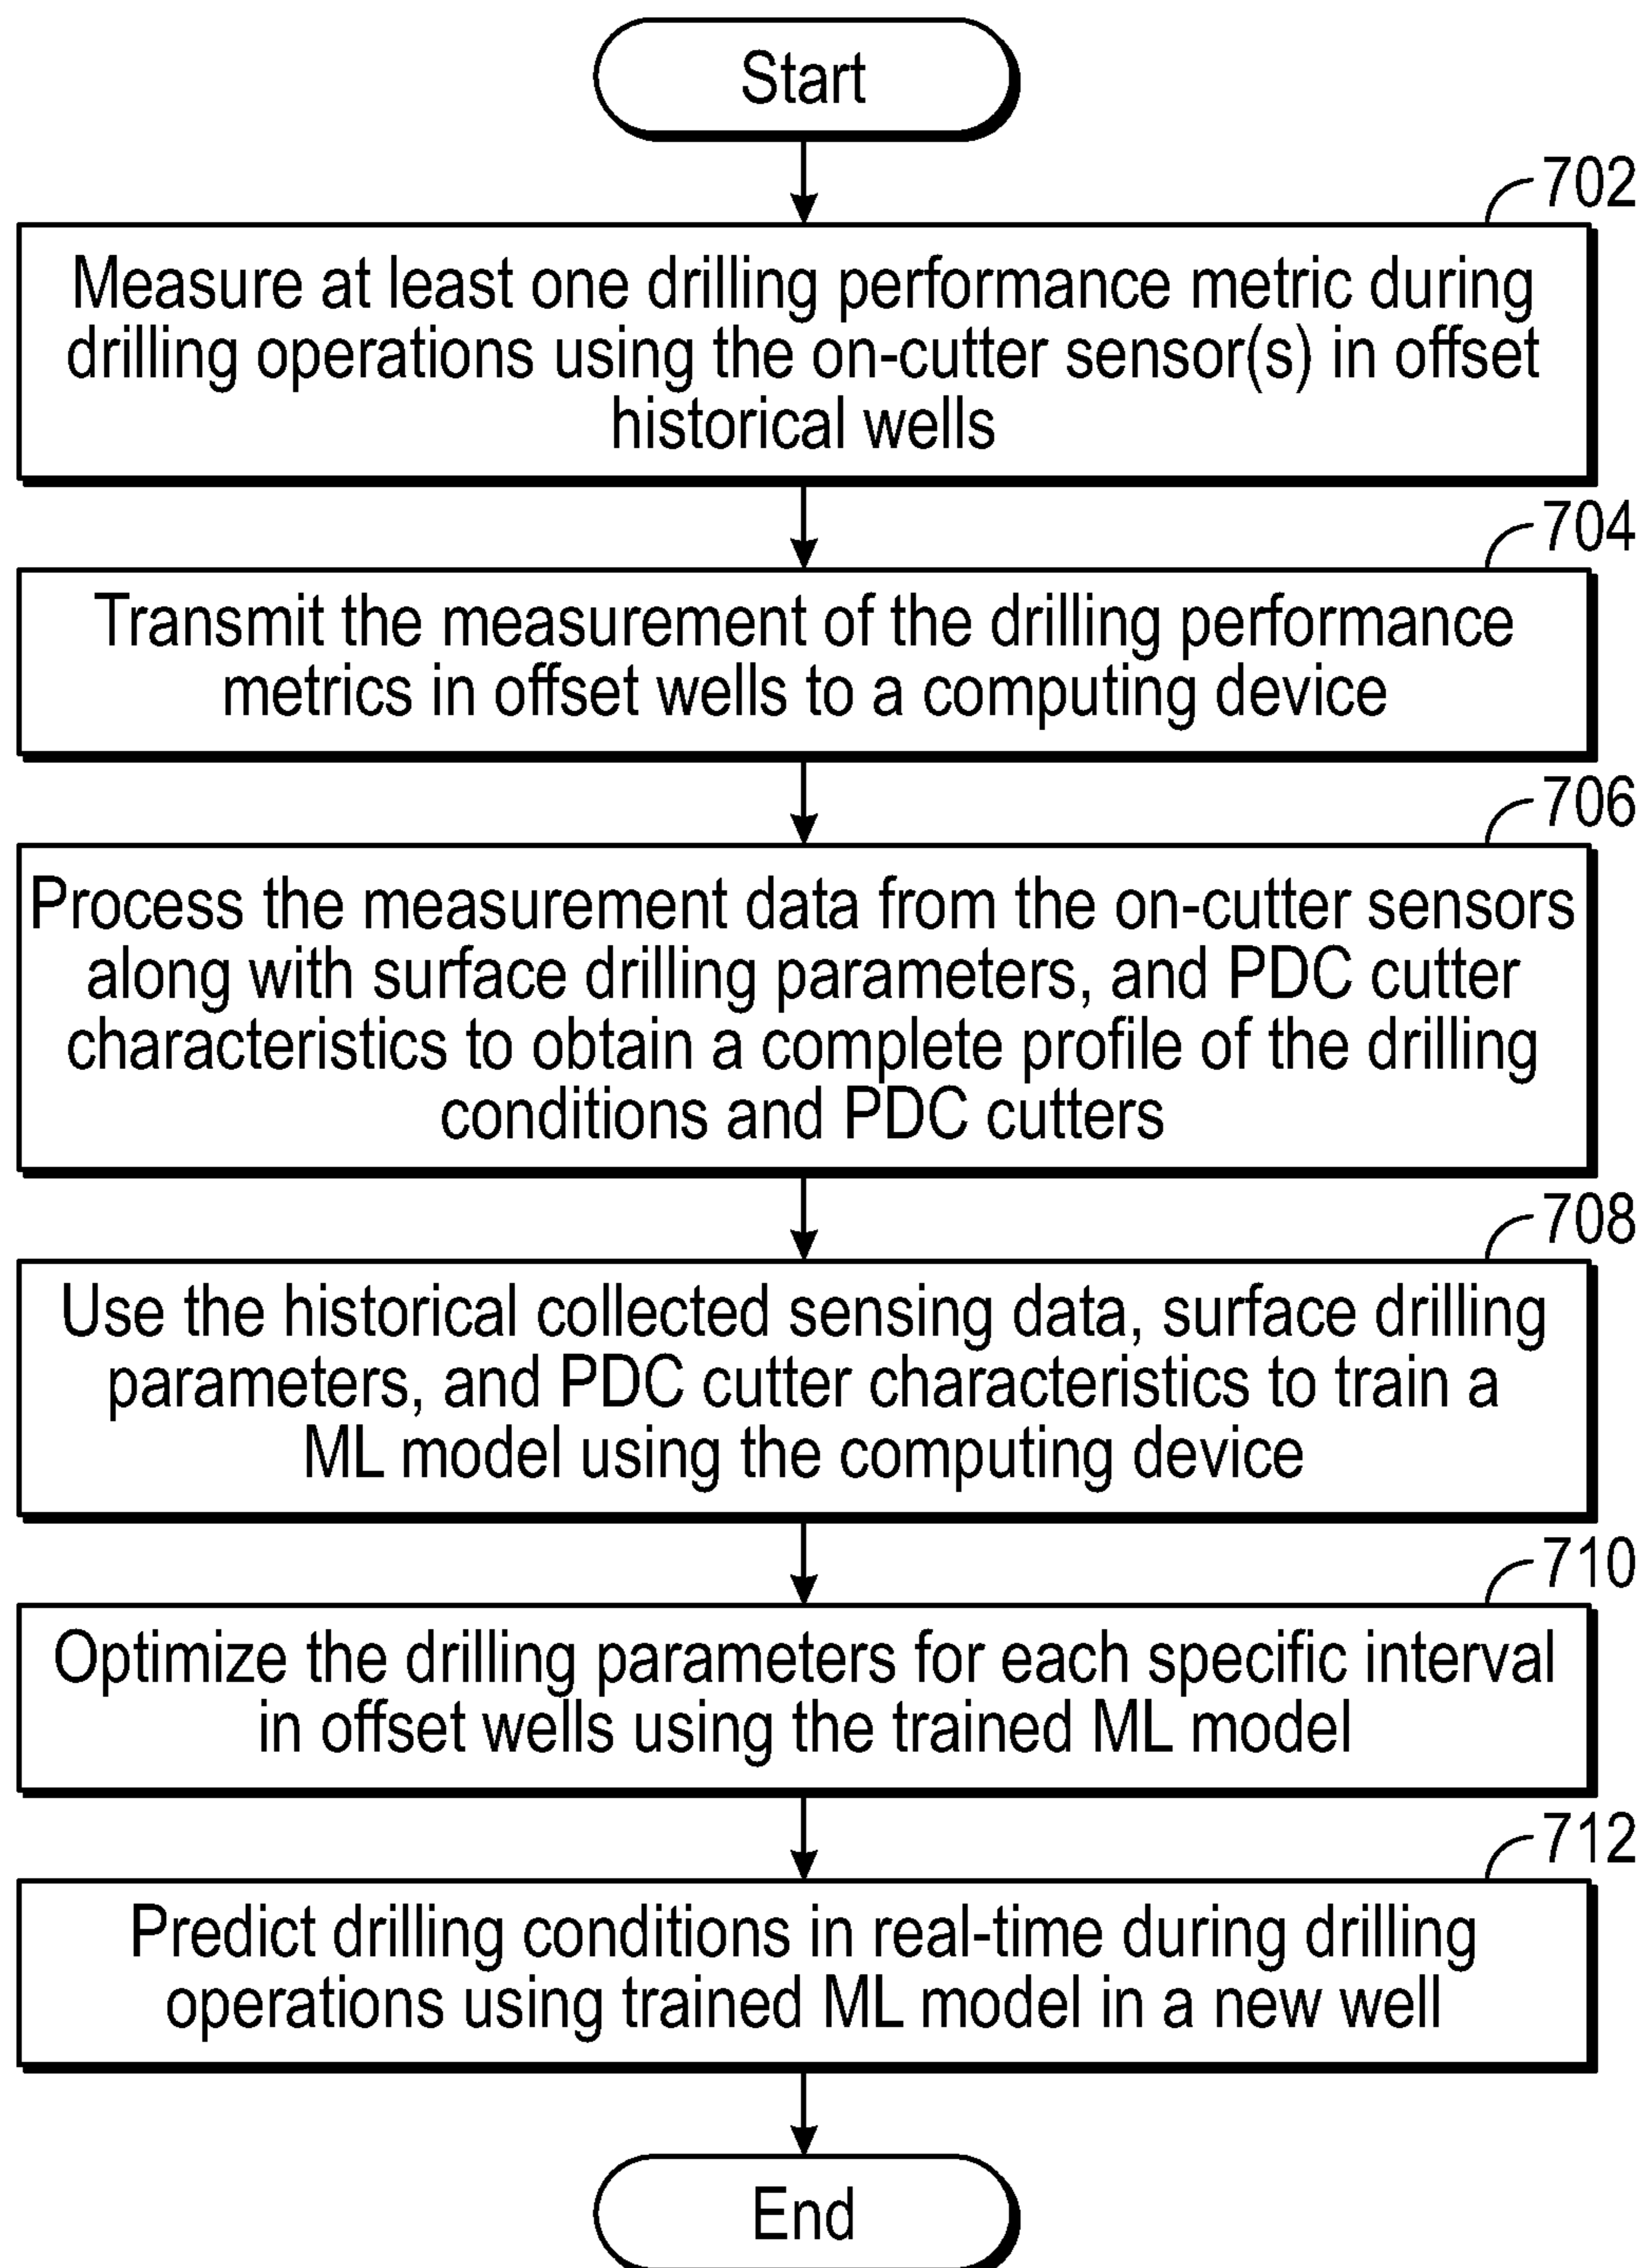 Start
702
Measure at least one drilling performance metric during
drilling operations using the on-cutter sensor(s) in offset
historical wells
704
Transmit the measurement of the drilling performance
metrics in offset wells to a computing device
706
Process the measurement data from the on-cutter sensors
along with surface drilling parameters, and PDC cutter
characteristics to obtain a complete profile of the drilling
conditions and PDC cutters
708
Use the historical collected sensing data, surface drilling
parameters, and PDC cutter characteristics to train a
ML model using the computing device
710
Optimize the drilling parameters for each specific interval
in offset wells using the trained ML model
712
Predict drilling conditions in real-time during drilling
operations using trained ML model in a new well
End